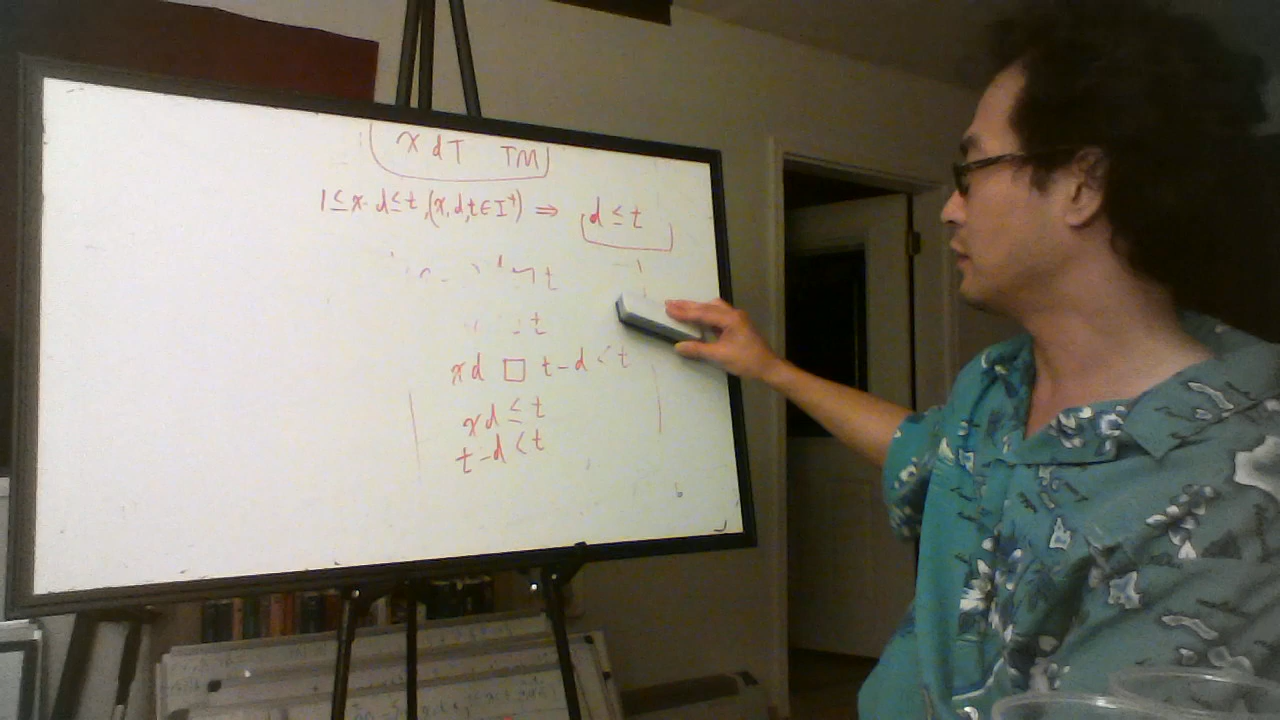 x d T TM
1 ≤ x · d ≤ t, (x, d, t ∈ I⁺) ⇒ d ≤ t
t
t
x d □ t - d < t
x d ≤ t
t - d < t